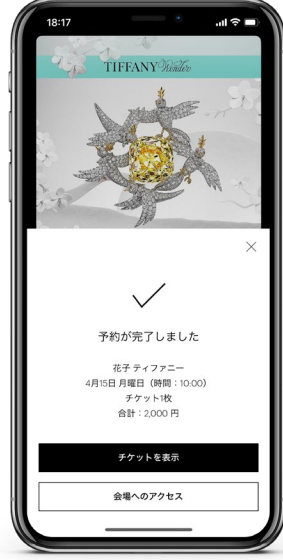 18:17
TIFFANY Wonder
予約が完了しました
花子 ティファニー
4月15日 月曜日（時間：10:00）
チケット1枚
合計：2,000 円
チケットを表示
会場へのアクセス